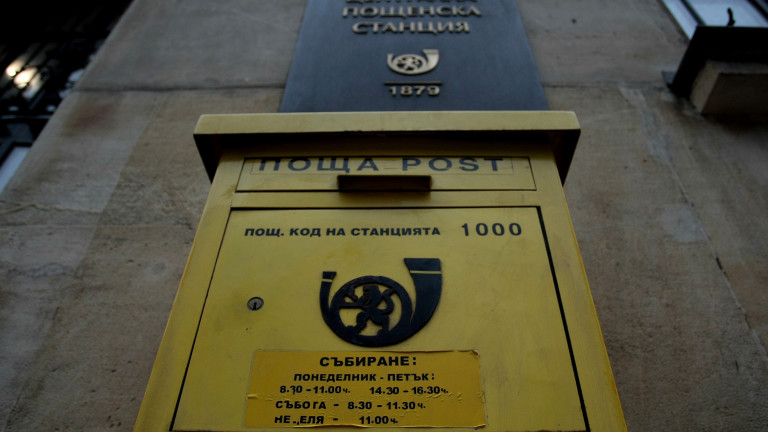 ПОЩЕНСКА
СТАНЦИЯ
1879
ПОЩА POST
ПОЩ. КОД НА СТАНЦИЯТА 1000
СЪБИРАНЕ:
ПОНЕДЕЛНИК - ПЕТЪК:
8.30 - 11.00ч. 14.30 - 16.30ч.
СЪБОТА - 8.30 - 11.30ч.
- 11.00ч.